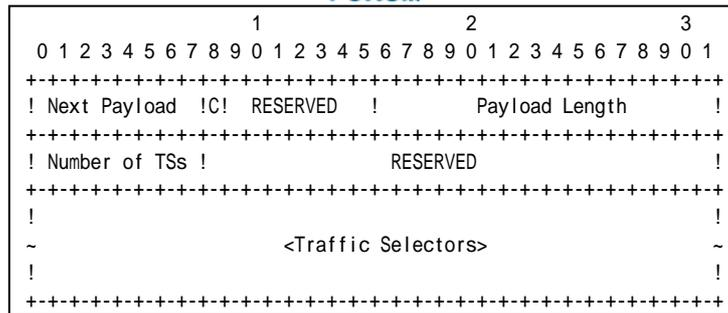 1 2 3
0 1 2 3 4 5 6 7 8 9 0 1 2 3 4 5 6 7 8 9 0 1 2 3 4 5 6 7 8 9 0 1
+-+-+-+-+-+-+-+-+-+-+-+-+-+-+-+-+-+-+-+-+-+-+-+-+-+-+-+-+-+-+-+-+
! Next Payload !C! RESERVED ! Payload Length !
+-+-+-+-+-+-+-+-+-+-+-+-+-+-+-+-+-+-+-+-+-+-+-+-+-+-+-+-+-+-+-+-+
! Number of TSs ! RESERVED !
+-+-+-+-+-+-+-+-+-+-+-+-+-+-+-+-+-+-+-+-+-+-+-+-+-+-+-+-+-+-+-+-+
! !
~ <Traffic Selectors> ~
! !
+-+-+-+-+-+-+-+-+-+-+-+-+-+-+-+-+-+-+-+-+-+-+-+-+-+-+-+-+-+-+-+-+